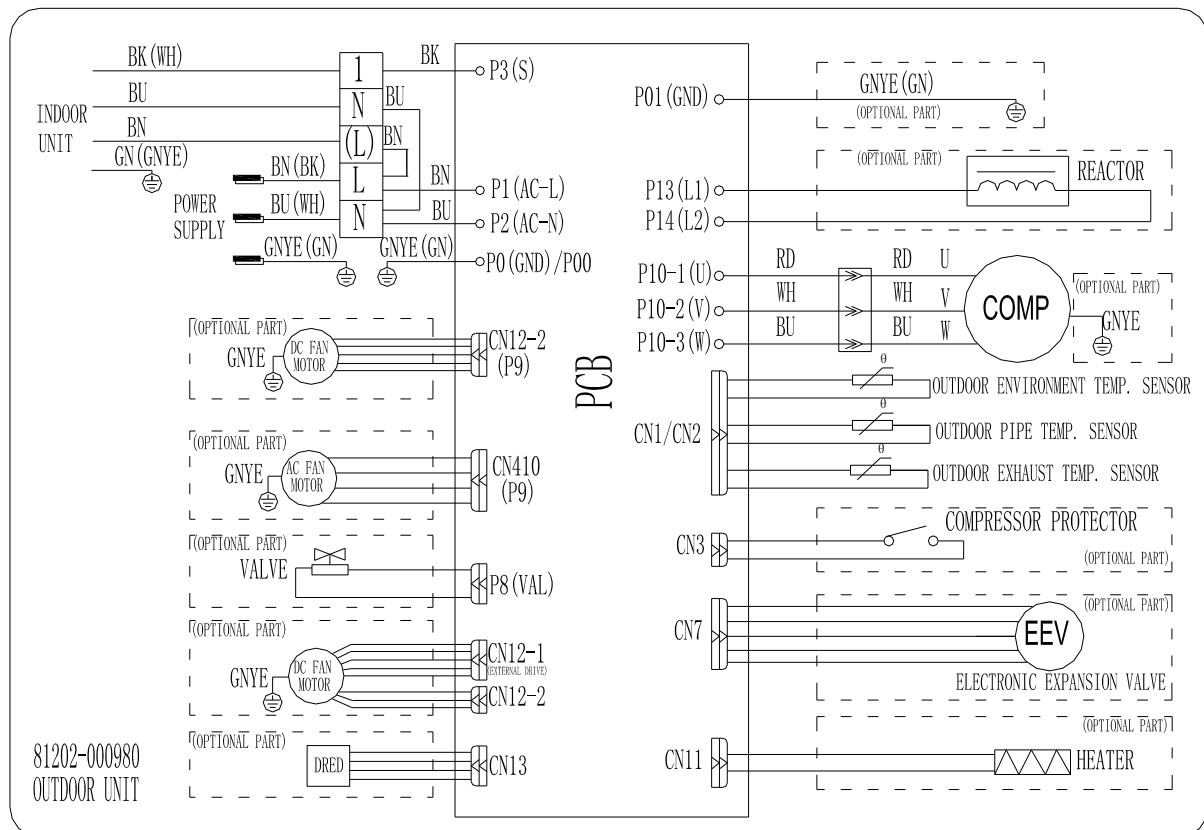 BK(WH)
BU
INDOOR
UNIT
BN
GN(GNYE)
BN(BK)
POWER
SUPPLY
BU(WH)
GNYE(GN)
1
N
(L)
L
N
BK
BU
BN
BN
BU
GNYE(GN)
P3(S)
P1(AC-L)
P2(AC-N)
P0(GND)/P00
(OPTIONAL PART)
GNYE
DC FAN
MOTOR
CN12-2
(P9)
(OPTIONAL PART)
GNYE
AC FAN
MOTOR
CN410
(P9)
(OPTIONAL PART)
VALVE
P8(VAL)
(OPTIONAL PART)
GNYE
DC FAN
MOTOR
CN12-1
(EXTERNAL DRIVE)
CN12-2
(OPTIONAL PART)
DRED
CN13
81202-000980
OUTDOOR UNIT
PCB
P01(GND)
GNYE(GN)
(OPTIONAL PART)
(OPTIONAL PART)
REACTOR
P13(L1)
P14(L2)
P10-1(U)
RD
RD
U
P10-2(V)
WH
WH
V
P10-3(W)
BU
BU
W
COMP
(OPTIONAL PART)
GNYE
CN1/CN2
θ
OUTDOOR ENVIRONMENT TEMP. SENSOR
θ
OUTDOOR PIPE TEMP. SENSOR
θ
OUTDOOR EXHAUST TEMP. SENSOR
CN3
COMPRESSOR PROTECTOR
(OPTIONAL PART)
CN7
(OPTIONAL PART)
EEV
ELECTRONIC EXPANSION VALVE
CN11
(OPTIONAL PART)
HEATER